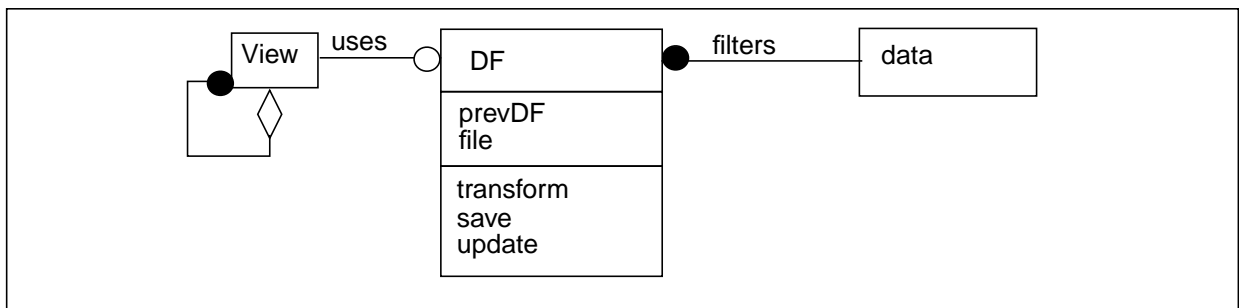 View
uses
DF
filters
data
prevDF
file
transform
save
update